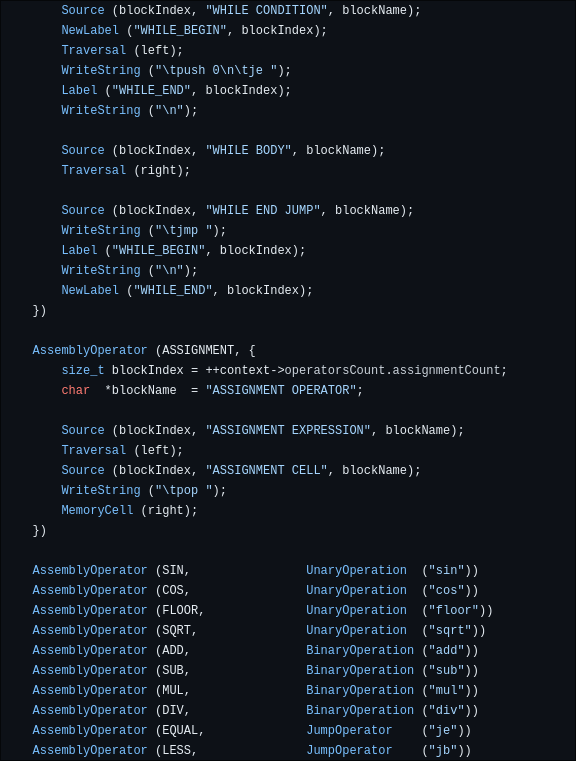 Source (blockIndex, "WHILE CONDITION", blockName);
NewLabel ("WHILE_BEGIN", blockIndex);
Traversal (left);
WriteString ("\tpush 0\n\tje ");
Label ("WHILE_END", blockIndex);
WriteString ("\n");

Source (blockIndex, "WHILE BODY", blockName);
Traversal (right);

Source (blockIndex, "WHILE END JUMP", blockName);
WriteString ("\tjmp ");
Label ("WHILE_BEGIN", blockIndex);
WriteString ("\n");
NewLabel ("WHILE_END", blockIndex);
})

AssemblyOperator (ASSIGNMENT, {
size_t blockIndex = ++context->operatorsCount.assignmentCount;
char  *blockName  = "ASSIGNMENT OPERATOR";

Source (blockIndex, "ASSIGNMENT EXPRESSION", blockName);
Traversal (left);
Source (blockIndex, "ASSIGNMENT CELL", blockName);
WriteString ("\tpop ");
MemoryCell (right);
})

AssemblyOperator (SIN,                UnaryOperation  ("sin"))
AssemblyOperator (COS,                UnaryOperation  ("cos"))
AssemblyOperator (FLOOR,              UnaryOperation  ("floor"))
AssemblyOperator (SQRT,               UnaryOperation  ("sqrt"))
AssemblyOperator (ADD,                BinaryOperation ("add"))
AssemblyOperator (SUB,                BinaryOperation ("sub"))
AssemblyOperator (MUL,                BinaryOperation ("mul"))
AssemblyOperator (DIV,                BinaryOperation ("div"))
AssemblyOperator (EQUAL,              JumpOperator    ("je"))
AssemblyOperator (LESS,               JumpOperator    ("jb"))